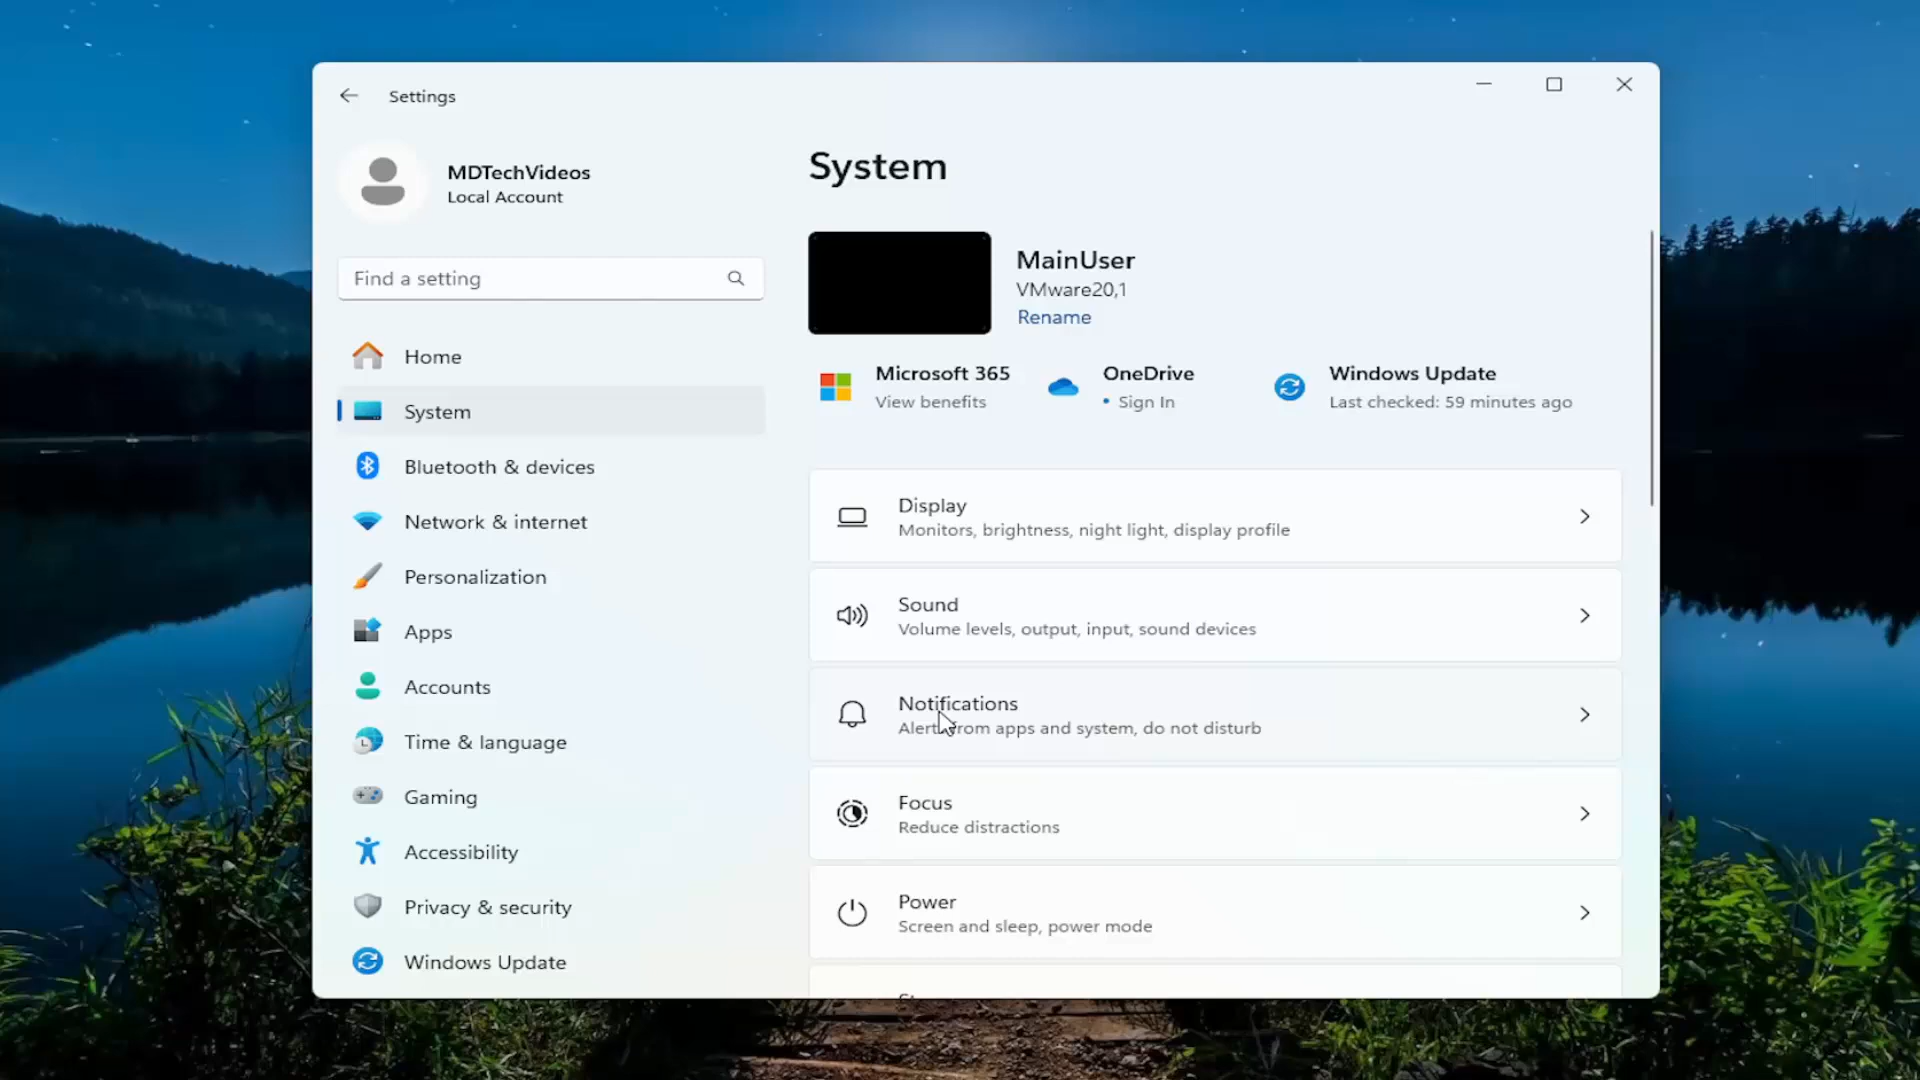 Settings
MDTechVideos
Local Account
Find a setting
Home
System
Bluetooth & devices
Network & internet
Personalization
Apps
Accounts
Time & language
Gaming
Accessibility
Privacy & security
Windows Update
System
MainUser
VMware20,1
Rename
Microsoft 365
View benefits
OneDrive
• Sign In
Windows Update
Last checked: 59 minutes ago
Display
Monitors, brightness, night light, display profile
Sound
Volume levels, output, input, sound devices
Notifications
Alerts from apps and system, do not disturb
Focus
Reduce distractions
Power
Screen and sleep, power mode